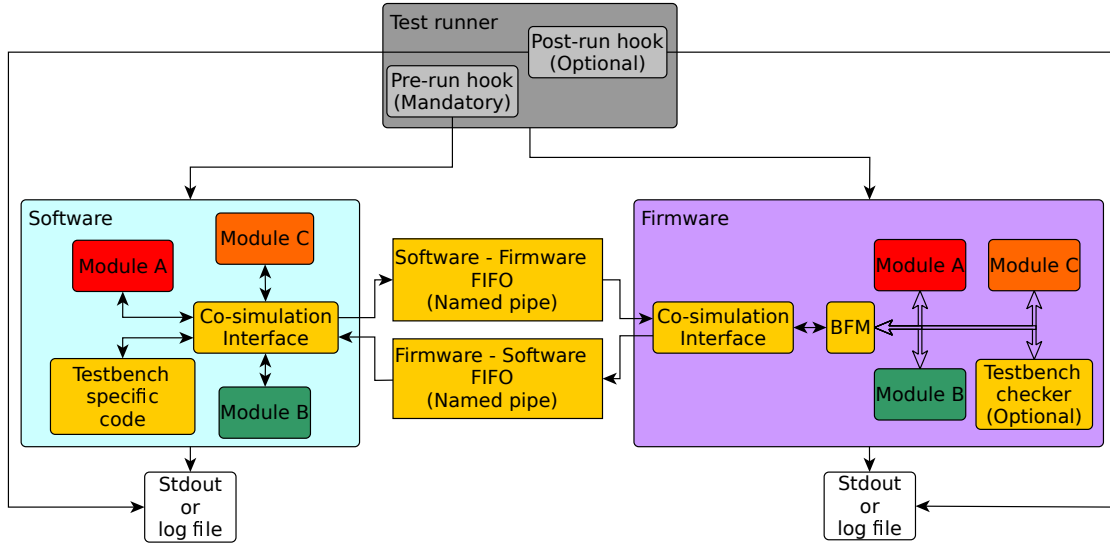 Test runner
Post-run hook
(Optional)
Pre-run hook
(Mandatory)
Software
Module A
Module C
Co-simulation
Interface
Testbench
specific
code
Module B
Software - Firmware
FIFO
(Named pipe)
Firmware - Software
FIFO
(Named pipe)
Firmware
Co-simulation
Interface
BFM
Module A
Module C
Module B
Testbench
checker
(Optional)
Stdout
or
log file
Stdout
or
log file